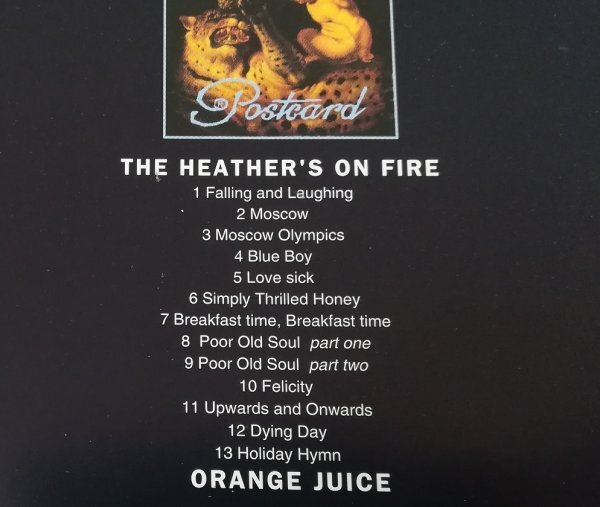 ® Postcard
THE HEATHER'S ON FIRE
1 Falling and Laughing
2 Moscow
3 Moscow Olympics
4 Blue Boy
5 Love sick
6 Simply Thrilled Honey
7 Breakfast time, Breakfast time
8 Poor Old Soul part one
9 Poor Old Soul part two
10 Felicity
11 Upwards and Onwards
12 Dying Day
13 Holiday Hymn
ORANGE JUICE